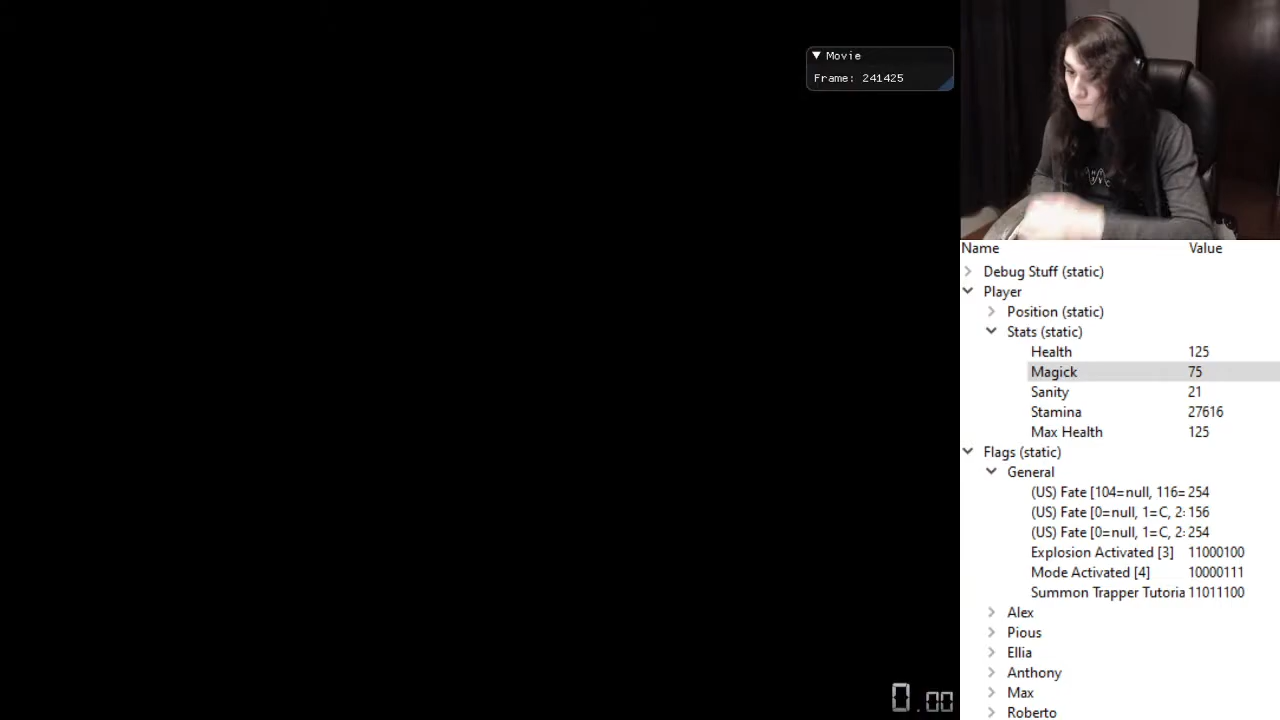 Movie
Frame: 241425
Name Value
Debug Stuff (static)
Player
Position (static)
Stats (static)
Health 125
Magick 75
Sanity 21
Stamina 27616
Max Health 125
Flags (static)
General
(US) Fate [104=null, 116= 254
(US) Fate [0=null, 1=C, 2: 156
(US) Fate [0=null, 1=C, 2: 254
Explosion Activated [3] 11000100
Mode Activated [4] 10000111
Summon Trapper Tutoria 11011100
Alex
Pious
Ellia
Anthony
Max
Roberto
0.00